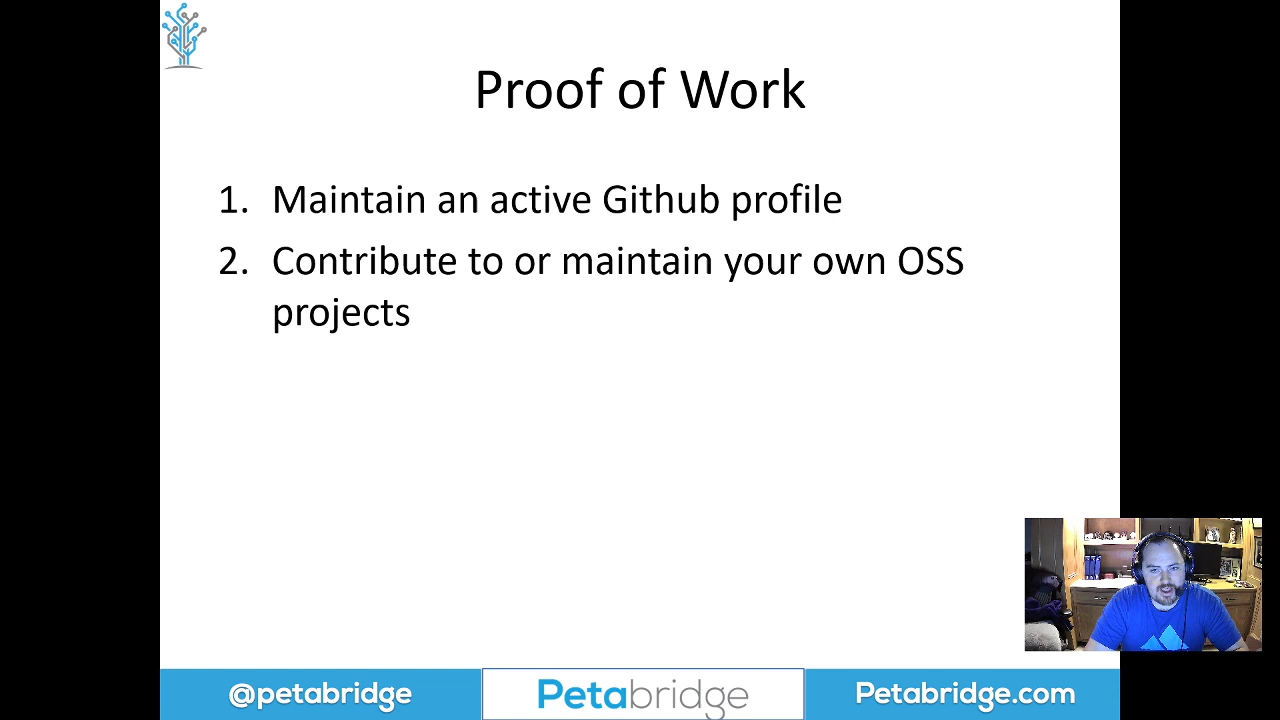 Proof of Work
1. Maintain an active Github profile
2. Contribute to or maintain your own OSS
projects
@petabridge
Petabridge
Petabridge.com